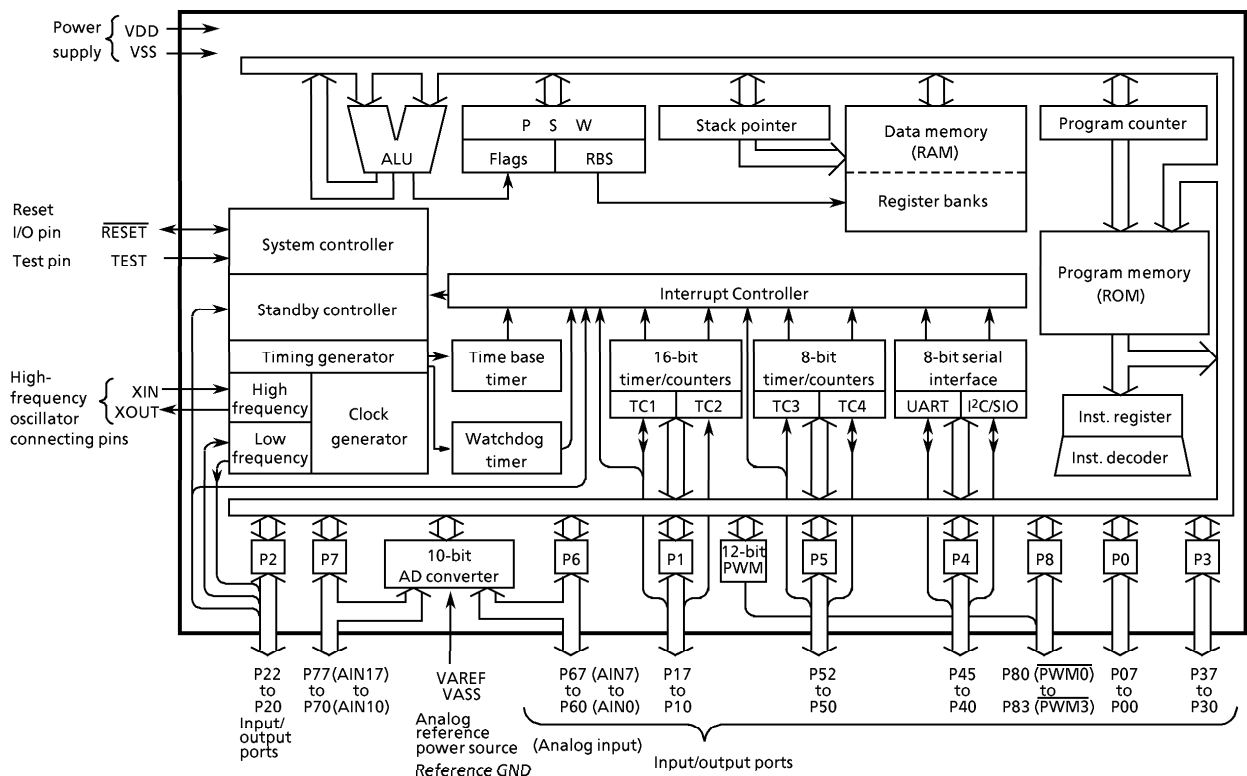 Power
supply
VDD
VSS
ALU
P S W
Flags
RBS
Stack pointer
Data memory
(RAM)
Register banks
Program counter
Reset
I/O pin
RESET
Test pin
TEST
System controller
Standby controller
Timing generator
High
frequency
Low
frequency
Clock
generator
High-
frequency
oscillator
connecting pins
XIN
XOUT
Interrupt Controller
Time base
timer
Watchdog
timer
16-bit
timer/counters
TC1
TC2
8-bit
timer/counters
TC3
TC4
8-bit serial
interface
UART
I²C/SIO
Program memory
(ROM)
Inst. register
Inst. decoder
P2
P7
10-bit
AD converter
P6
P1
12-bit
PWM
P5
P4
P8
P0
P3
P22
to
P20
Input/
output
ports
P77 (AIN17)
to to
P70 (AIN10)
VAREF
VASS
Analog
reference
power source
Reference GND
P67 (AIN7)
to to
P60 (AIN0)
(Analog input)
P17
to
P10
P52
to
P50
P45
to
P40
P80 (PWM0)
to
P83 (PWM3)
P07
to
P00
P37
to
P30
Input/output ports